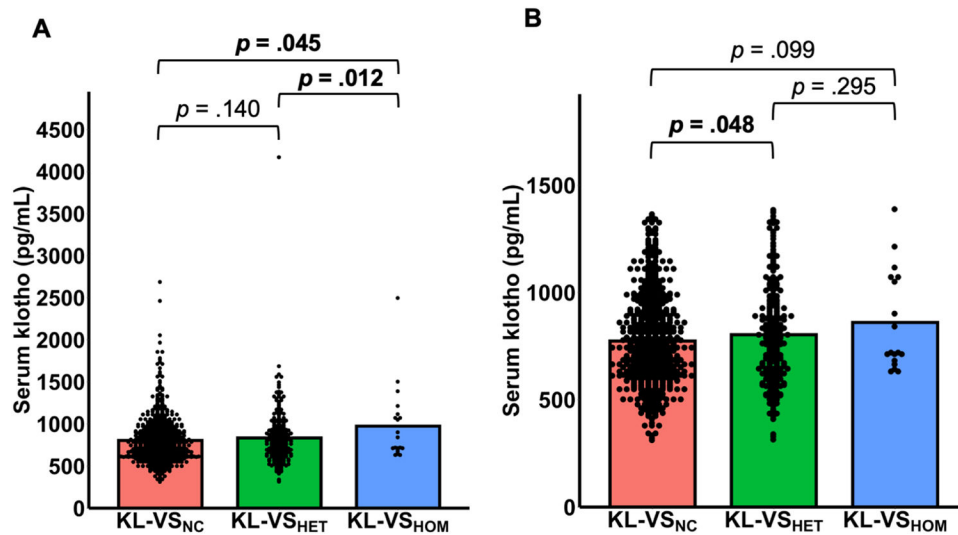 A
p = .045
p = .012
p = .140
4500
4000
3500
3000
2500
2000
1500
1000
500
0
Serum klotho (pg/mL)
KL-VSNC KL-VSHET KL-VSHOM
B
p = .099
p = .295
p = .048
1500
1000
500
0
Serum klotho (pg/mL)
KL-VSNC KL-VSHET KL-VSHOM